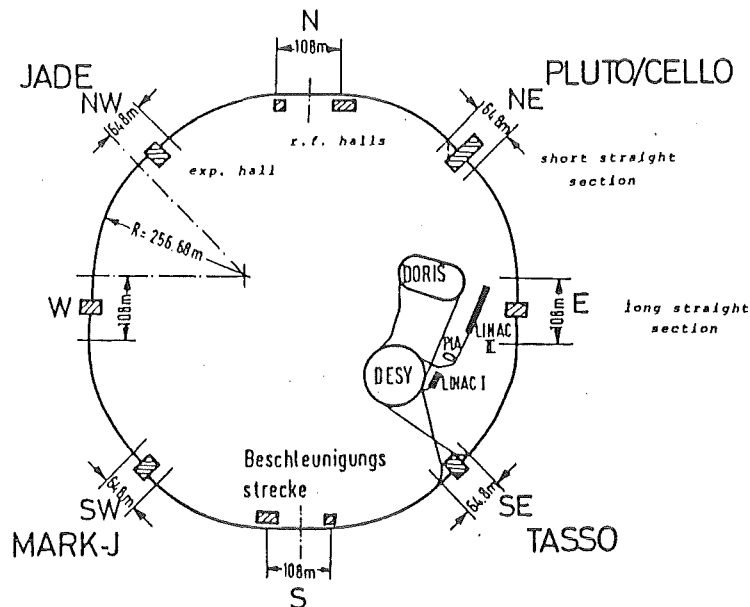 N
108m
JADE
NW
64.8m
PLUTO/CELLO
NE
64.8m
r.f. halls
exp. hall
short straight
section
R= 256.68m
DORIS
W
108m
E
108m
long straight
section
PIA
LINAC
II
DESY
LINAC I
Beschleunigungs
strecke
64.8m
SW
MARK-J
64.8m
SE
TASSO
108m
S